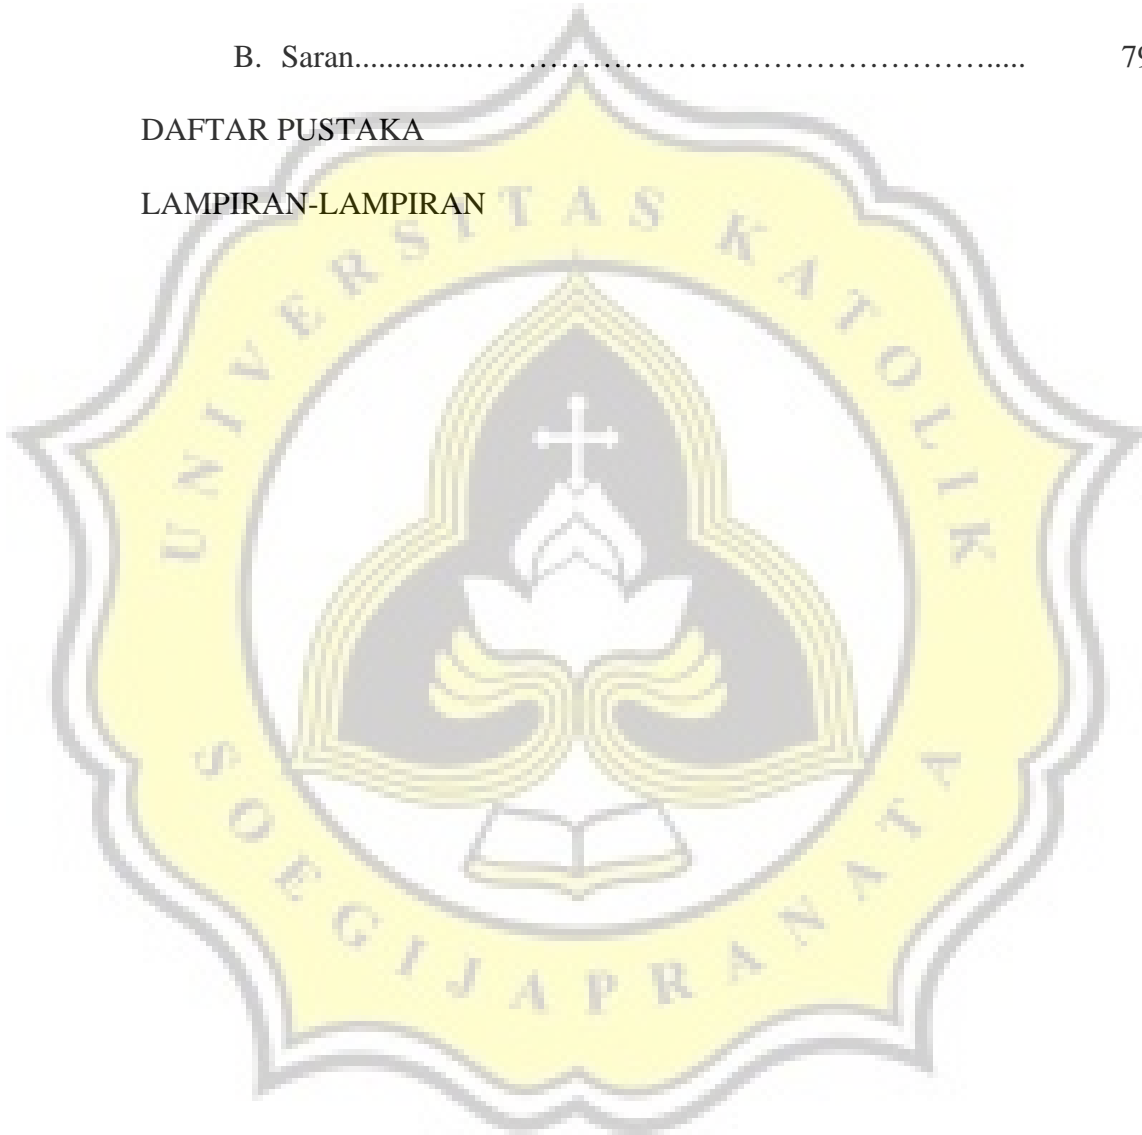 B. Saran..............…………………………………………………..... 79
DAFTAR PUSTAKA
LAMPIRAN-LAMPIRAN
UNIVERSITAS KATOLIK
SOEGIJAPRANATA